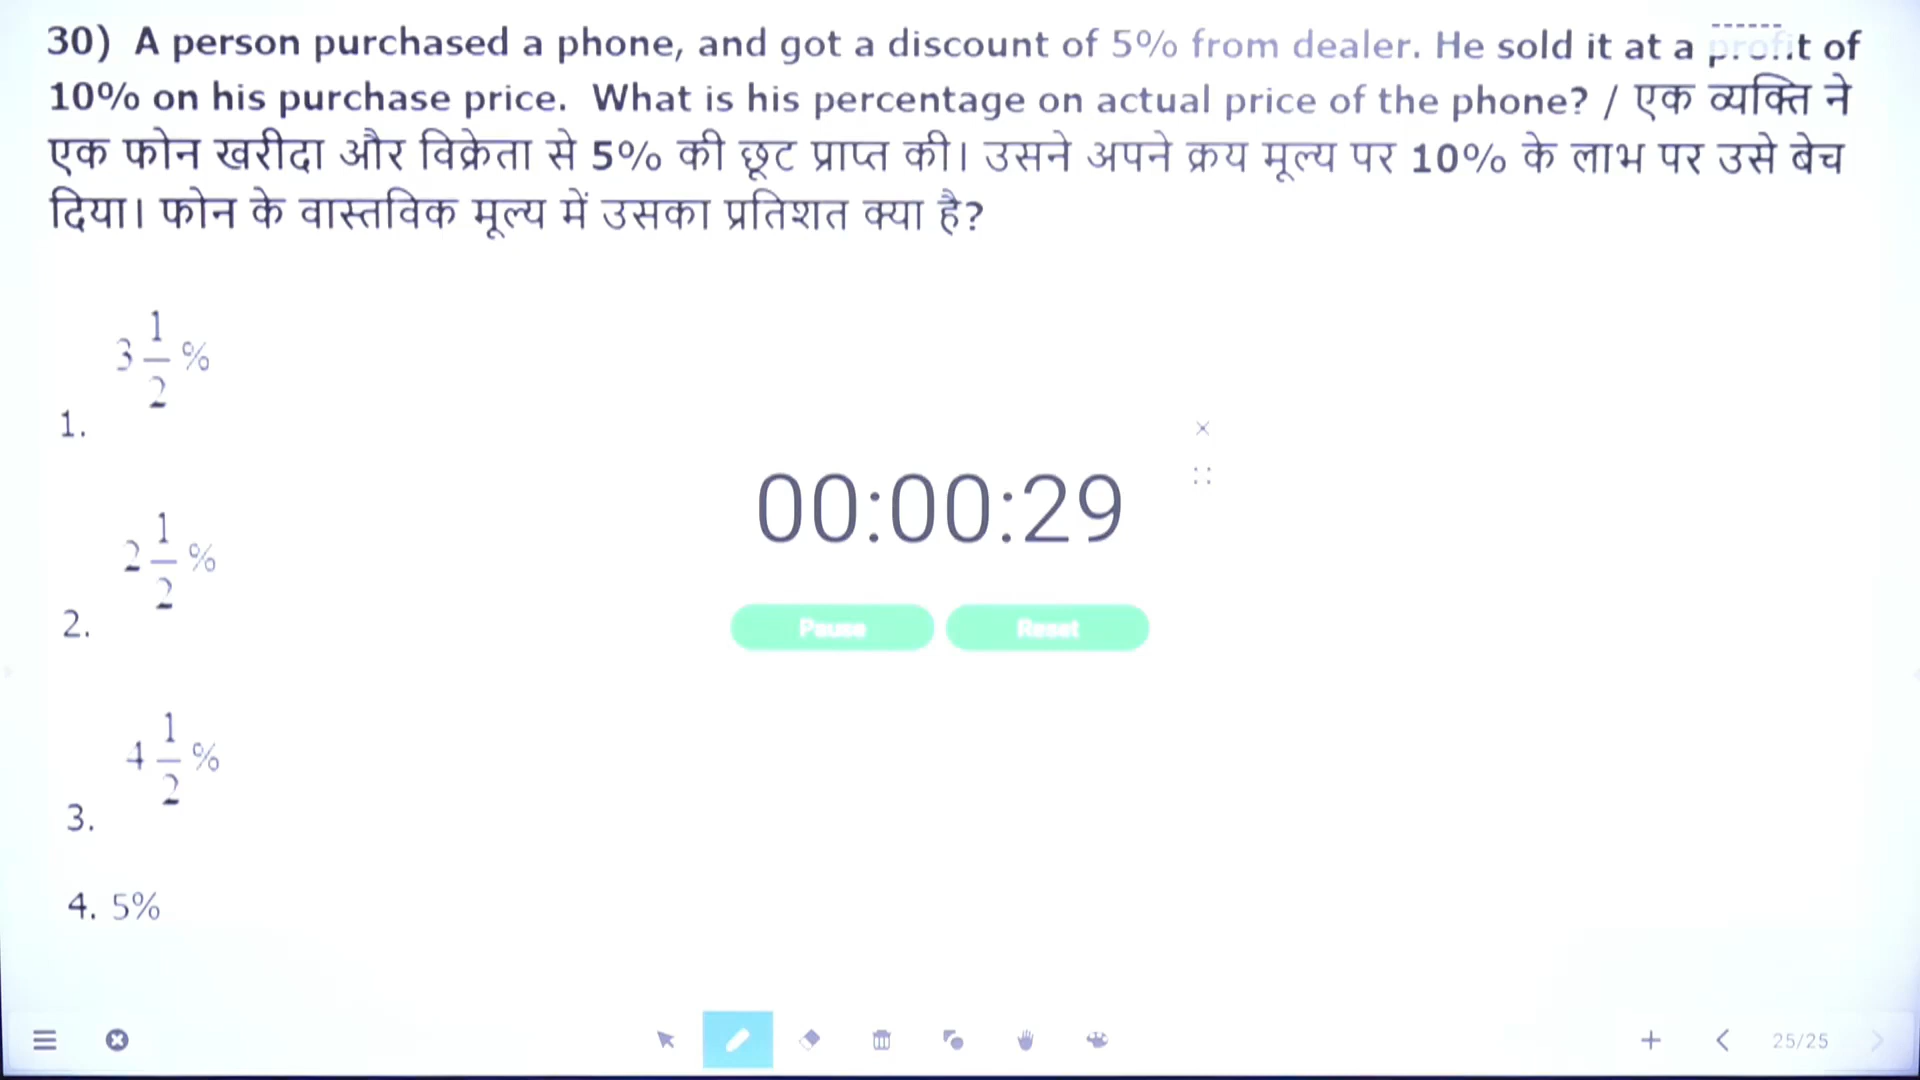 30) A person purchased a phone, and got a discount of 5% from dealer. He sold it at a profit of
10% on his purchase price. What is his percentage on actual price of the phone? / एक व्यक्ति ने
एक फोन खरीदा और विक्रेता से 5% की छूट प्राप्त की। उसने अपने क्रय मूल्य पर 10% के लाभ पर उसे बेच
दिया। फोन के वास्तविक मूल्य में उसका प्रतिशत क्या है?
1. 3 1/2 %
00:00:29
2. 2 1/2 %
Pause Reset
3. 4 1/2 %
4. 5%
25/25